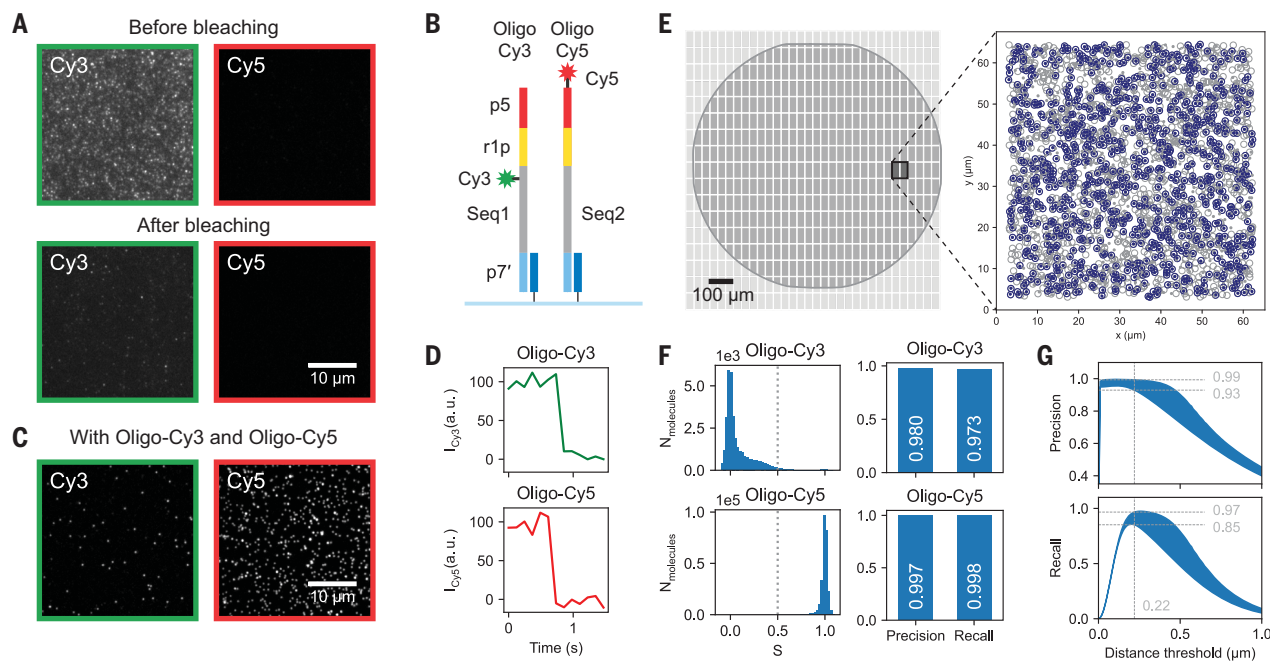 A
Before bleaching
Cy3
Cy5
After bleaching
Cy3
Cy5
10 µm
C
With Oligo-Cy3 and Oligo-Cy5
Cy3
Cy5
10 µm
B
Oligo Oligo
Cy3 Cy5
Cy5
p5
r1p
Cy3
Seq1 Seq2
p7′
D
Oligo-Cy3
100
50
0
I Cy3(a.u.)
Oligo-Cy5
100
50
0
I Cy5(a.u.)
0 1
Time (s)
E
100 µm
60
50
40
30
20
10
0
y (µm)
0 10 20 30 40 50 60
x (µm)
F
1e3 Oligo-Cy3
5.0
2.5
0.0
N molecules
1e5 Oligo-Cy5
1.0
0.5
0.0
N molecules
0.0 0.5 1.0
S
Oligo-Cy3
1.0
0.5
0.0
0.980
0.973
Oligo-Cy5
1.0
0.5
0.0
0.997
0.998
Precision Recall
G
1.0
0.8
0.6
0.4
Precision
0.99
0.93
1.0
0.5
0.0
Recall
0.97
0.85
0.22
0.0 0.5 1.0
Distance threshold (µm)